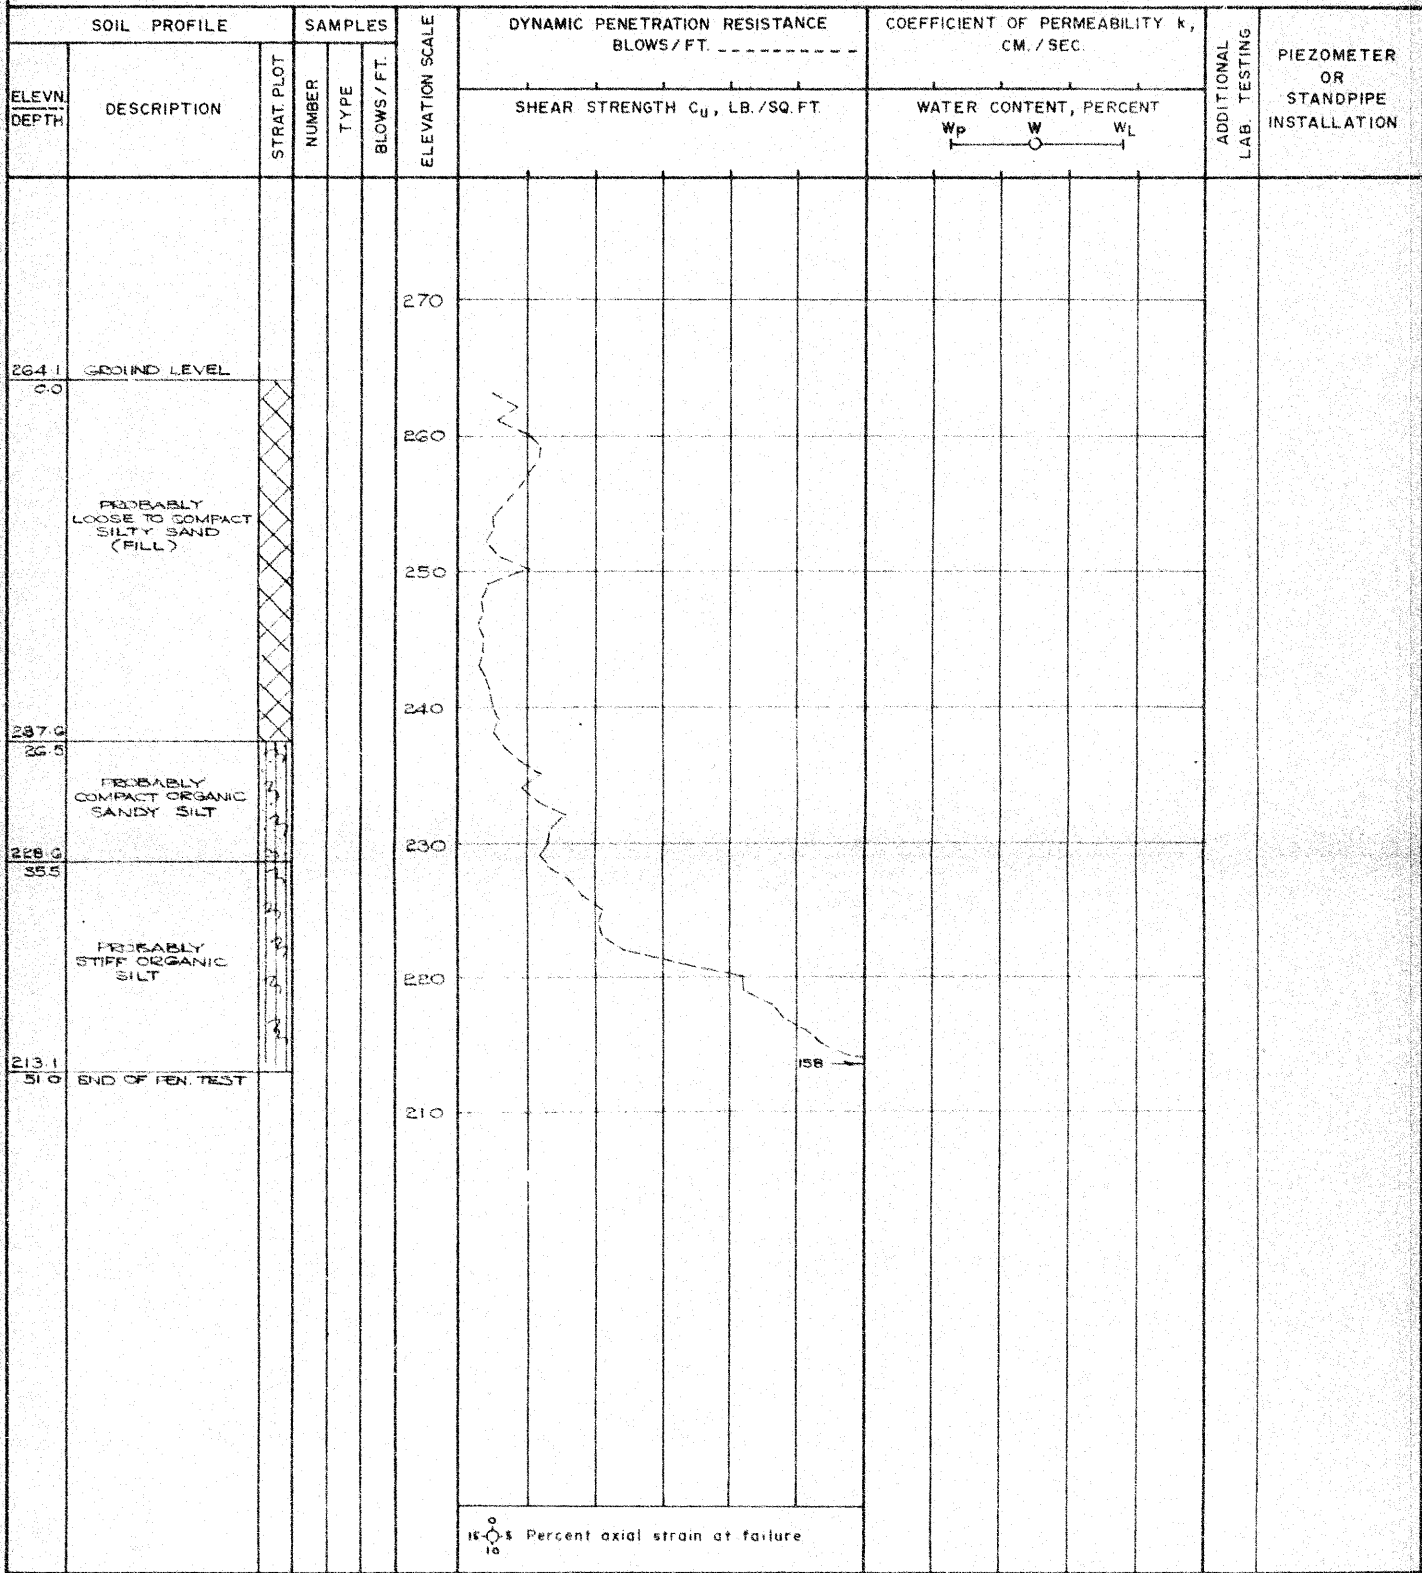 SOIL PROFILE
SAMPLES
ELEVATION SCALE
DYNAMIC PENETRATION RESISTANCE
BLOWS/FT. ----------
COEFFICIENT OF PERMEABILITY k,
CM./SEC.
ADDITIONAL
LAB. TESTING
PIEZOMETER
OR
STANDPIPE
INSTALLATION
ELEVN.
DEPTH
DESCRIPTION
STRAT. PLOT
NUMBER
TYPE
BLOWS/FT.
SHEAR STRENGTH Cu, LB./SQ.FT.
WATER CONTENT, PERCENT
Wp W WL
270
264.1 GROUND LEVEL
0.0
260
PROBABLY
LOOSE TO COMPACT
SILTY SAND
(FILL)
250
240
237.6
26.5
PROBABLY
COMPACT ORGANIC
SANDY SILT
230
228.6
35.5
PROBABLY
STIFF ORGANIC
SILT
220
158
213.1
51.0 END OF PEN. TEST
210
0
15 5 Percent axial strain at failure
10